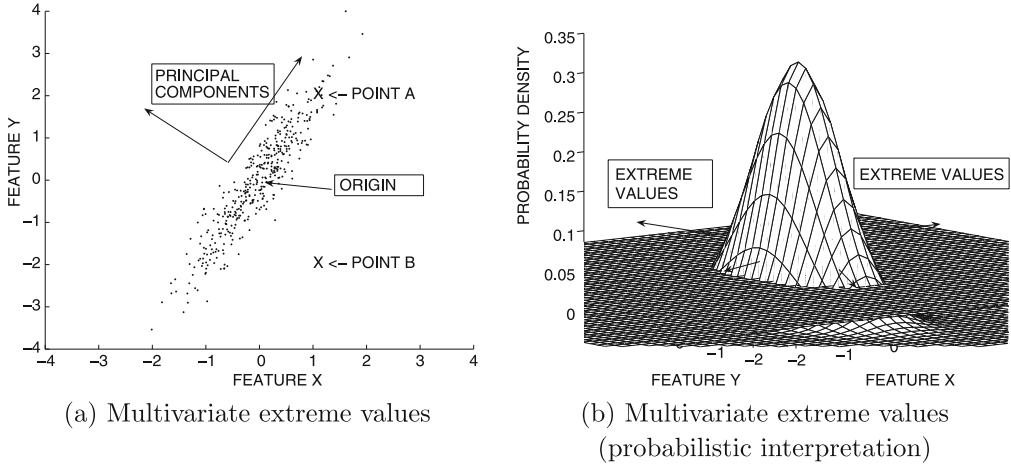 4
3
2
1
0
−1
−2
−3
−4
−4 −3 −2 −1 0 1 2 3 4
FEATURE Y
FEATURE X
PRINCIPAL
COMPONENTS
X <− POINT A
ORIGIN
X <− POINT B
(a) Multivariate extreme values
0.35
0.3
0.25
0.2
0.15
0.1
0.05
0
PROBABILITY DENSITY
EXTREME
VALUES
EXTREME VALUES
−1 −2 −2 −1 0
FEATURE Y
FEATURE X
(b) Multivariate extreme values
(probabilistic interpretation)